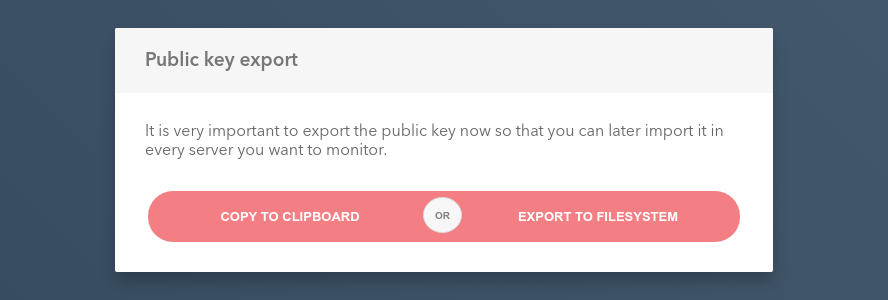 Public key export
It is very important to export the public key now so that you can later import it in
every server you want to monitor.
COPY TO CLIPBOARD OR EXPORT TO FILESYSTEM